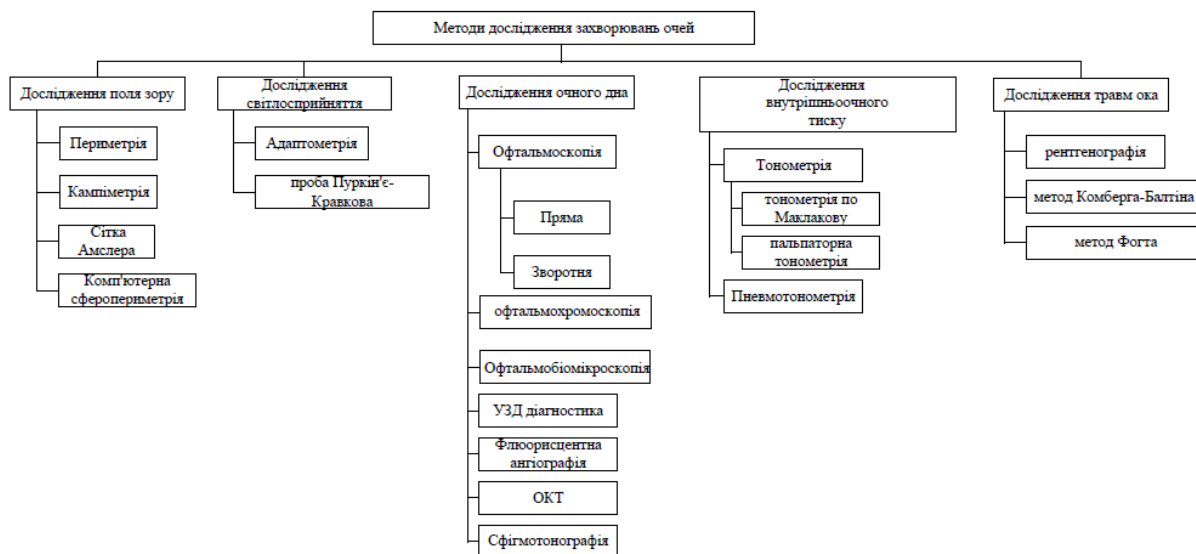 Методи дослідження захворювань очей
Дослідження поля зору
Периметрія
Кампіметрія
Сітка
Амслера
Комп'ютерна
сферопериметрія
Дослідження
світлосприйняття
Адаптометрія
проба Пуркін'є-
Кравкова
Дослідження очного дна
Офтальмоскопія
Пряма
Зворотня
офтальмохромоскопія
Офтальмобіомікроскопія
УЗД діагностика
Флюорисцентна
ангіографія
ОКТ
Сфігмотонографія
Дослідження
внутрішньоочного
тиску
Тонометрія
тонометрія по
Маклакову
пальпаторна
тонометрія
Пневмотонометрія
Дослідження травм ока
рентгенографія
метод Комберга-Балтіна
метод Фогта